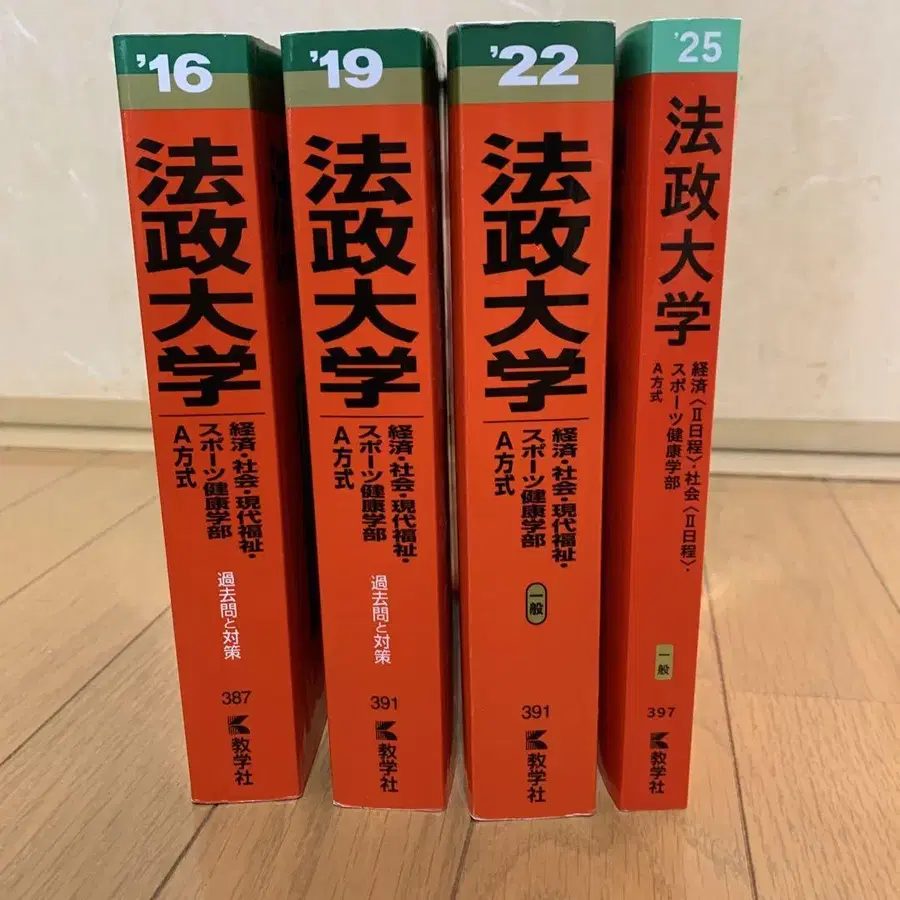 '16
法政大学
経済・社会・現代福祉・
スポーツ健康学部
A方式
過去問と対策
387
教学社
'19
法政大学
経済・社会・現代福祉・
スポーツ健康学部
A方式
過去問と対策
391
教学社
'22
法政大学
経済・社会・現代福祉・
スポーツ健康学部
A方式
一般
391
教学社
'25
法政大学
経済〈Ⅱ日程〉・社会〈Ⅱ日程〉・
スポーツ健康学部
A方式
一般
397
教学社